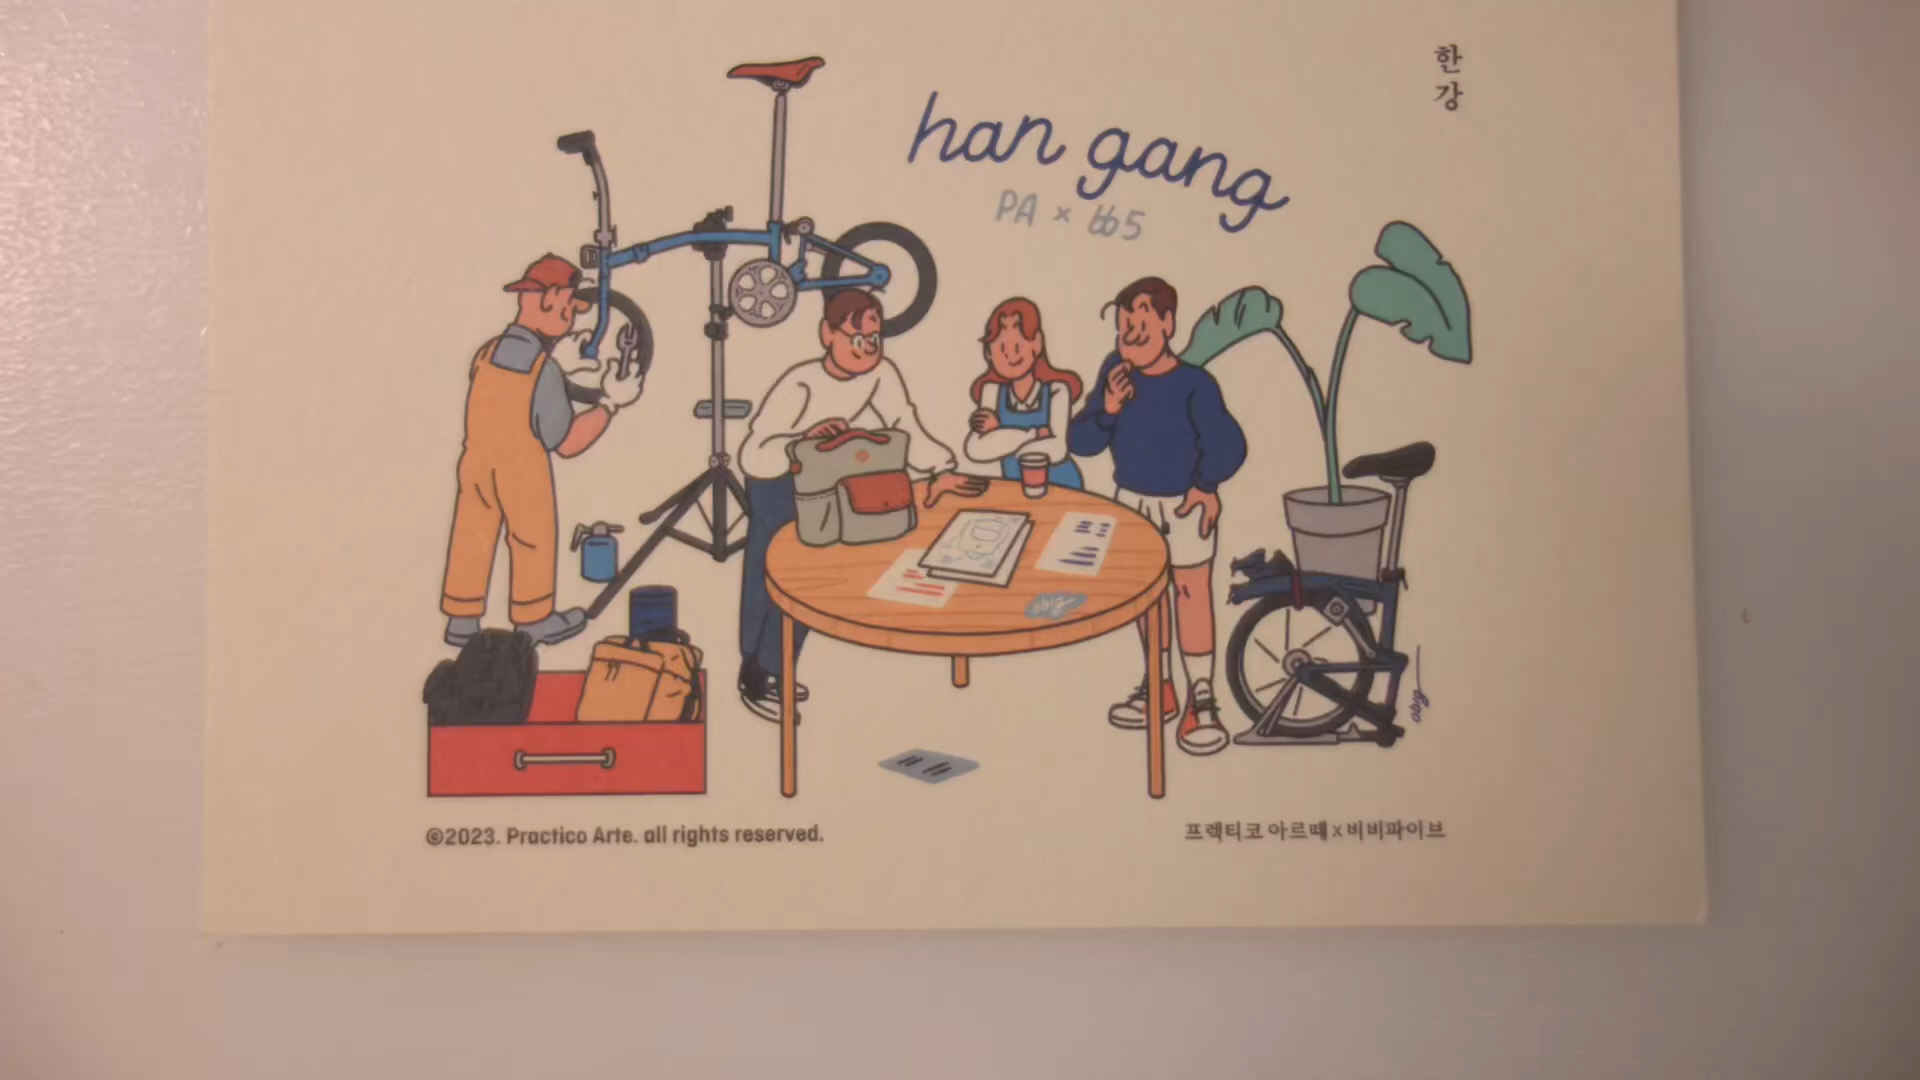 한강
han gang
PA × bb5
©2023. Practico Arte. all rights reserved.
프렉티코 아르떼 x 비비파이브